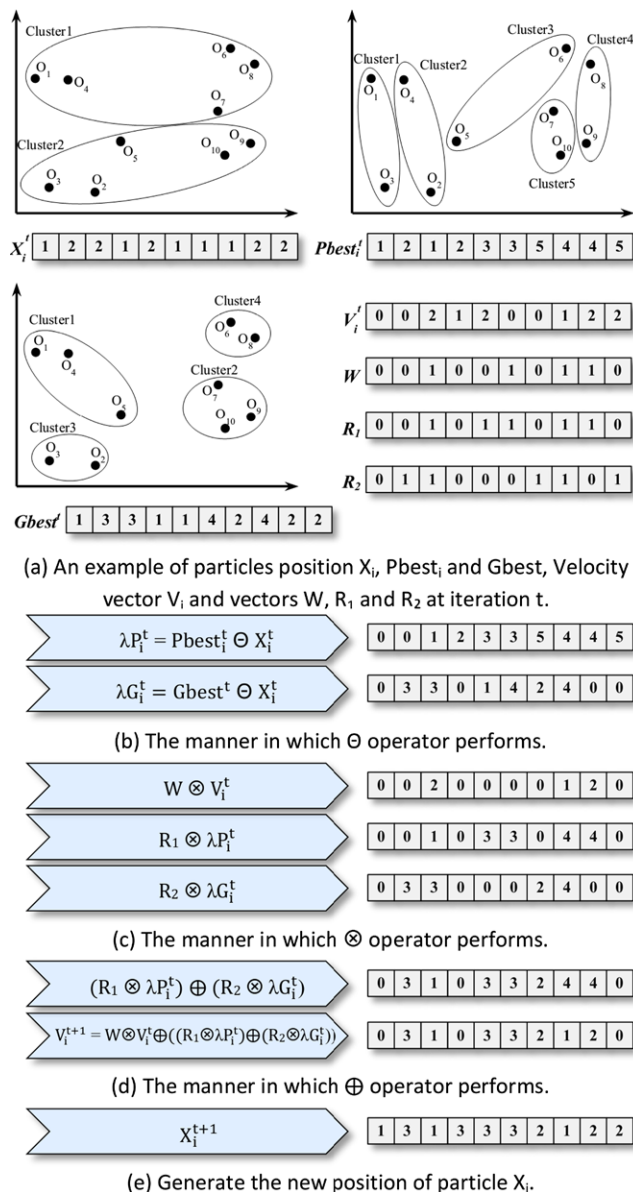 Cluster1
O1
O4
O6
O8
O7
Cluster2
O5
O10
O9
O3
O2
X_i^t 1 2 2 1 2 1 1 1 2 2
Cluster1
Cluster2
Cluster3
Cluster4
O1
O4
O6
O8
O5
O7
O10
O9
O3
O2
Cluster5
Pbest_i^t 1 2 1 2 3 3 5 4 4 5
Cluster1
O1
O4
O5
Cluster4
O6
O8
Cluster2
O7
O9
O10
Cluster3
O3
O2
Gbest^t 1 3 3 1 1 4 2 4 2 2
V_i^t 0 0 2 1 2 0 0 1 2 2
W 0 0 1 0 0 1 0 1 1 0
R1 0 0 1 0 1 1 0 1 1 0
R2 0 1 1 0 0 0 1 1 0 1
(a) An example of particles position Xi, Pbesti and Gbest, Velocity
vector Vi and vectors W, R1 and R2 at iteration t.
λP_i^t = Pbest_i^t Θ X_i^t 0 0 1 2 3 3 5 4 4 5
λG_i^t = Gbest^t Θ X_i^t 0 3 3 0 1 4 2 4 0 0
(b) The manner in which Θ operator performs.
W ⊗ V_i^t 0 0 2 0 0 0 0 1 2 0
R1 ⊗ λP_i^t 0 0 1 0 3 3 0 4 4 0
R2 ⊗ λG_i^t 0 3 3 0 0 0 2 4 0 0
(c) The manner in which ⊗ operator performs.
(R1 ⊗ λP_i^t) ⊕ (R2 ⊗ λG_i^t) 0 3 1 0 3 3 2 4 4 0
V_i^{t+1} = W⊗V_i^t⊕((R1⊗λP_i^t)⊕(R2⊗λG_i^t)) 0 3 1 0 3 3 2 1 2 0
(d) The manner in which ⊕ operator performs.
X_i^{t+1} 1 3 1 3 3 3 2 1 2 2
(e) Generate the new position of particle Xi.